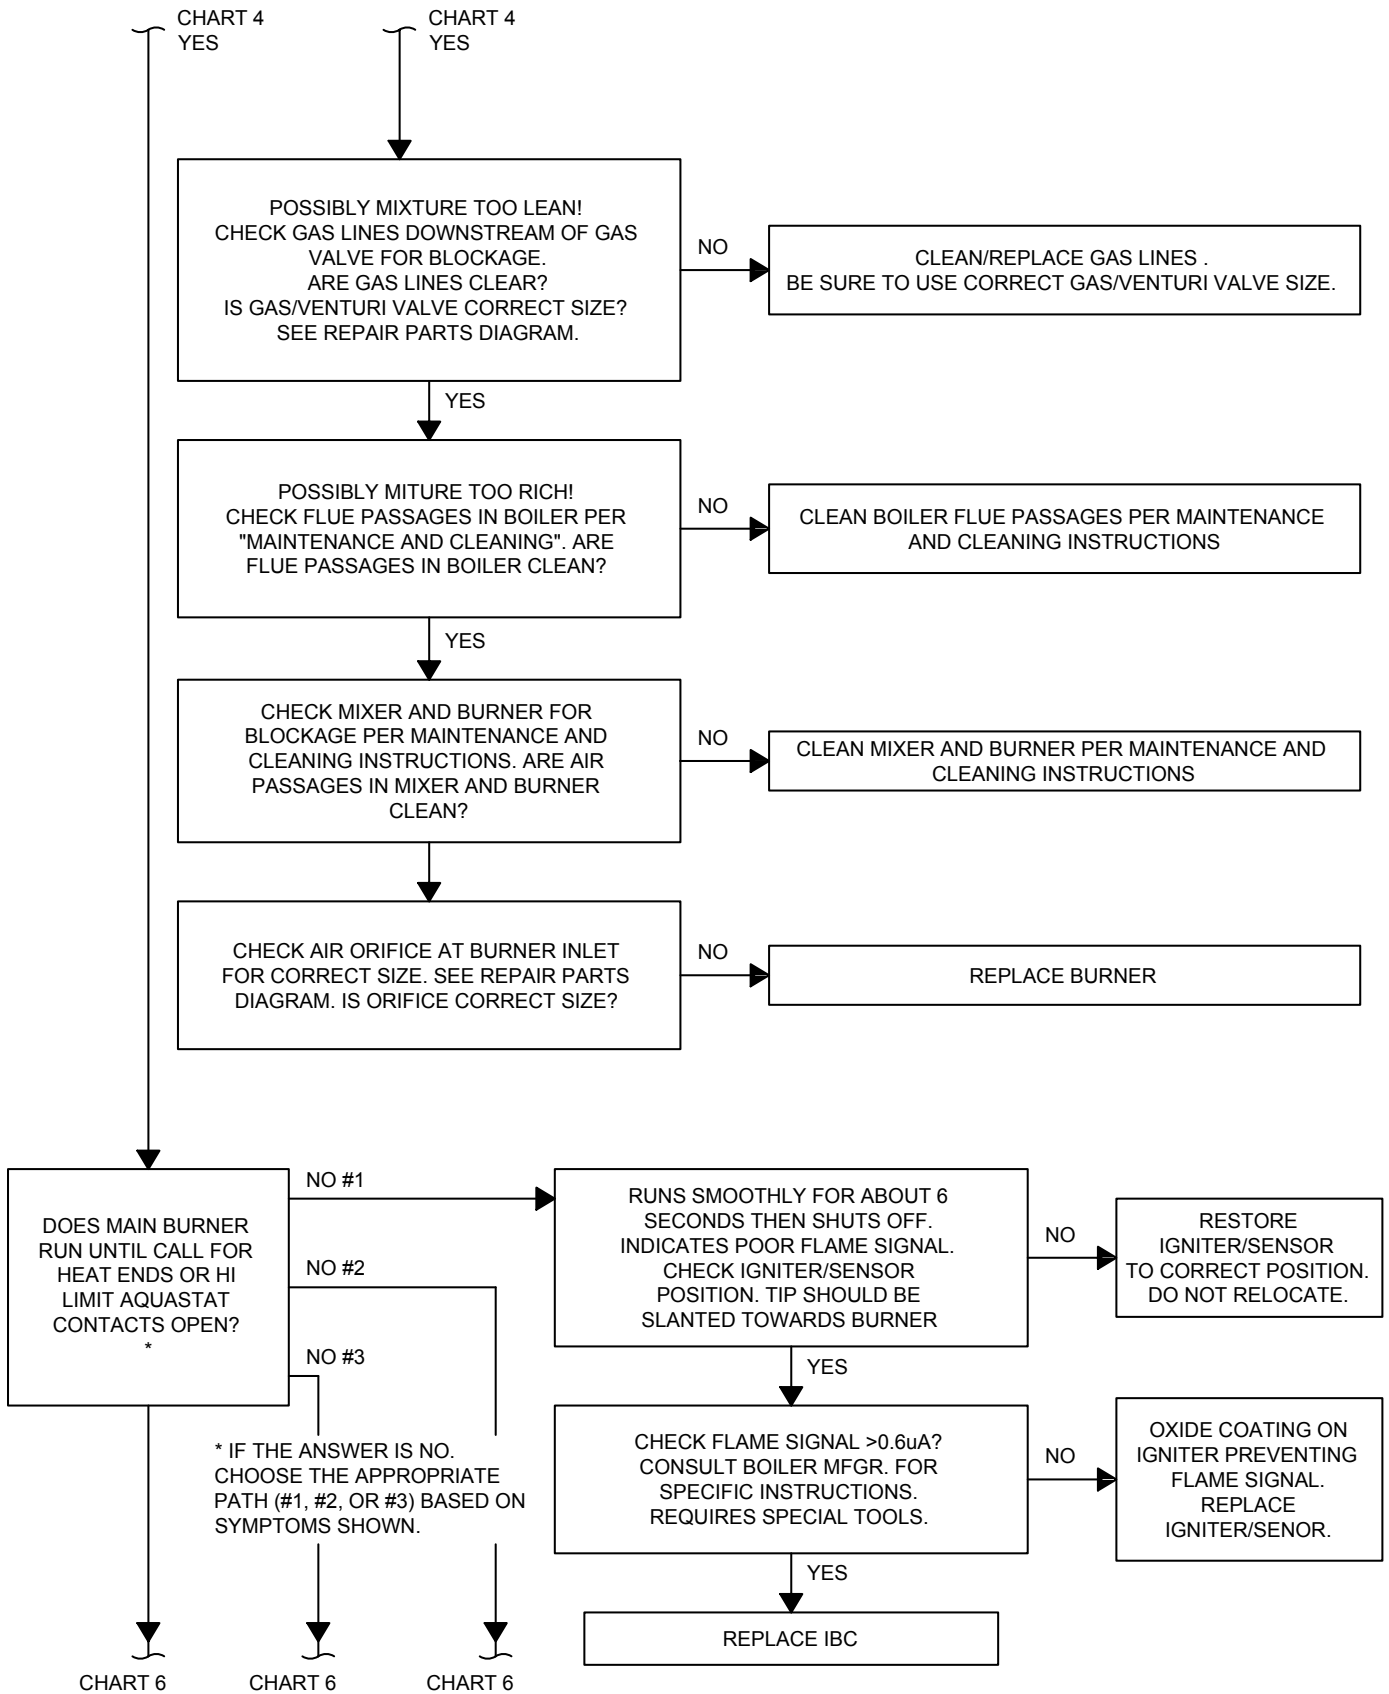 CHART 4
YES
CHART 4
YES
POSSIBLY MIXTURE TOO LEAN!
CHECK GAS LINES DOWNSTREAM OF GAS
VALVE FOR BLOCKAGE.
ARE GAS LINES CLEAR?
IS GAS/VENTURI VALVE CORRECT SIZE?
SEE REPAIR PARTS DIAGRAM.
NO
CLEAN/REPLACE GAS LINES .
BE SURE TO USE CORRECT GAS/VENTURI VALVE SIZE.
YES
POSSIBLY MITURE TOO RICH!
CHECK FLUE PASSAGES IN BOILER PER
"MAINTENANCE AND CLEANING". ARE
FLUE PASSAGES IN BOILER CLEAN?
NO
CLEAN BOILER FLUE PASSAGES PER MAINTENANCE
AND CLEANING INSTRUCTIONS
YES
CHECK MIXER AND BURNER FOR
BLOCKAGE PER MAINTENANCE AND
CLEANING INSTRUCTIONS. ARE AIR
PASSAGES IN MIXER AND BURNER
CLEAN?
NO
CLEAN MIXER AND BURNER PER MAINTENANCE AND
CLEANING INSTRUCTIONS
CHECK AIR ORIFICE AT BURNER INLET
FOR CORRECT SIZE. SEE REPAIR PARTS
DIAGRAM. IS ORIFICE CORRECT SIZE?
NO
REPLACE BURNER
DOES MAIN BURNER
RUN UNTIL CALL FOR
HEAT ENDS OR HI
LIMIT AQUASTAT
CONTACTS OPEN?
*
NO #1
NO #2
NO #3
RUNS SMOOTHLY FOR ABOUT 6
SECONDS THEN SHUTS OFF.
INDICATES POOR FLAME SIGNAL.
CHECK IGNITER/SENSOR
POSITION. TIP SHOULD BE
SLANTED TOWARDS BURNER
NO
RESTORE
IGNITER/SENSOR
TO CORRECT POSITION.
DO NOT RELOCATE.
YES
* IF THE ANSWER IS NO.
CHOOSE THE APPROPRIATE
PATH (#1, #2, OR #3) BASED ON
SYMPTOMS SHOWN.
CHECK FLAME SIGNAL >0.6uA?
CONSULT BOILER MFGR. FOR
SPECIFIC INSTRUCTIONS.
REQUIRES SPECIAL TOOLS.
NO
OXIDE COATING ON
IGNITER PREVENTING
FLAME SIGNAL.
REPLACE
IGNITER/SENOR.
YES
REPLACE IBC
CHART 6
CHART 6
CHART 6